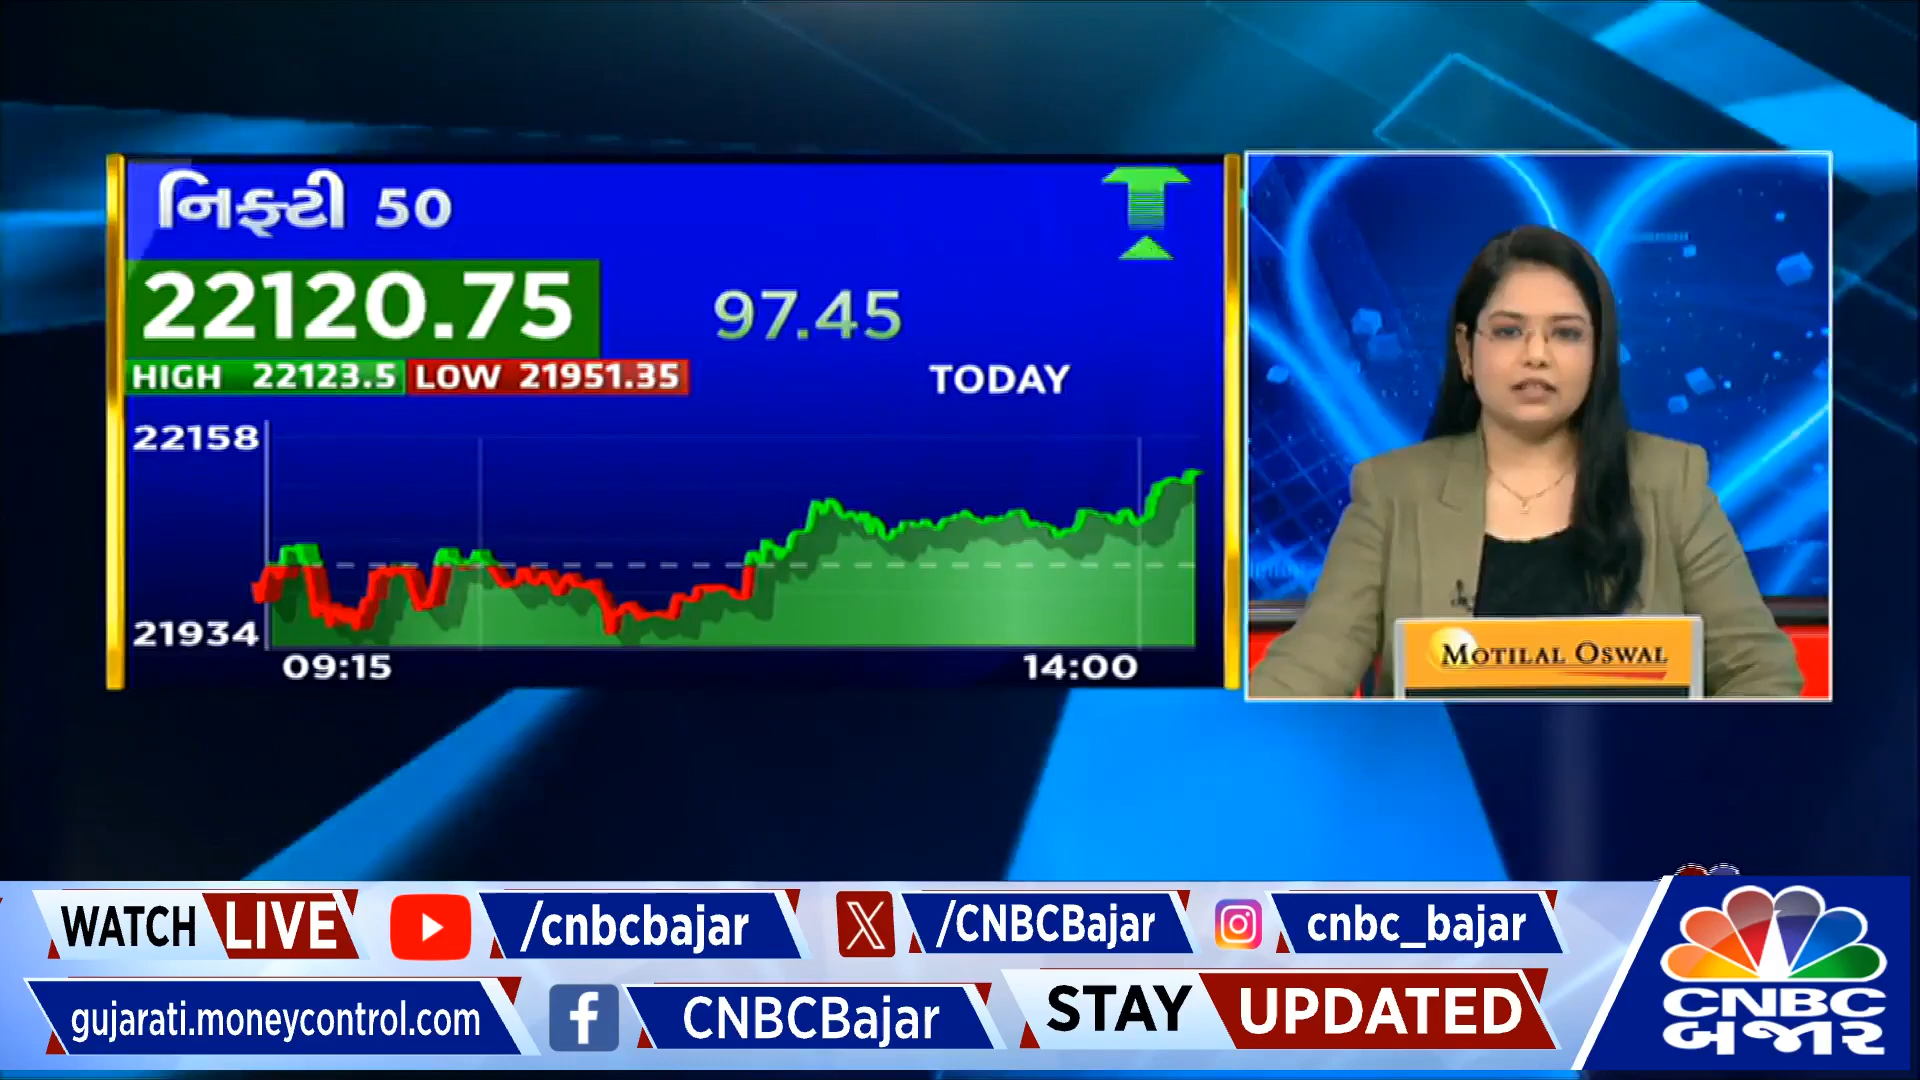 નિફ્ટી 50
22120.75
97.45
HIGH 22123.5 LOW 21951.35
TODAY
22158
21934
09:15
14:00
MOTILAL OSWAL
WATCH LIVE /cnbcbajar /CNBCBajar cnbc_bajar
gujarati.moneycontrol.com CNBCBajar STAY UPDATED
CNBC
બજાર